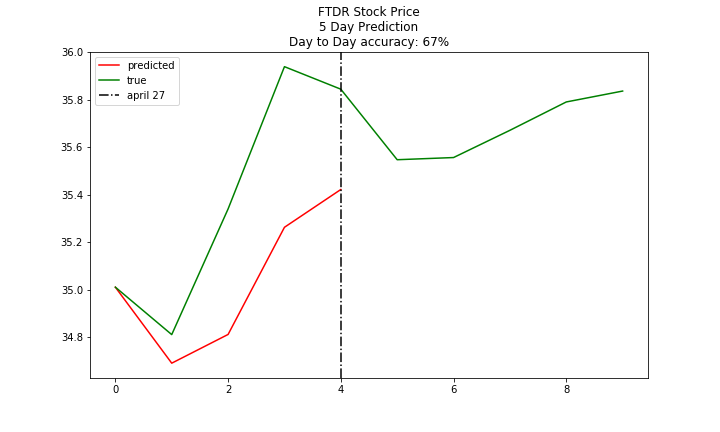 FTDR Stock Price
5 Day Prediction
Day to Day accuracy: 67%
36.0
35.8
35.6
35.4
35.2
35.0
34.8
predicted
true
april 27
0
2
4
6
8